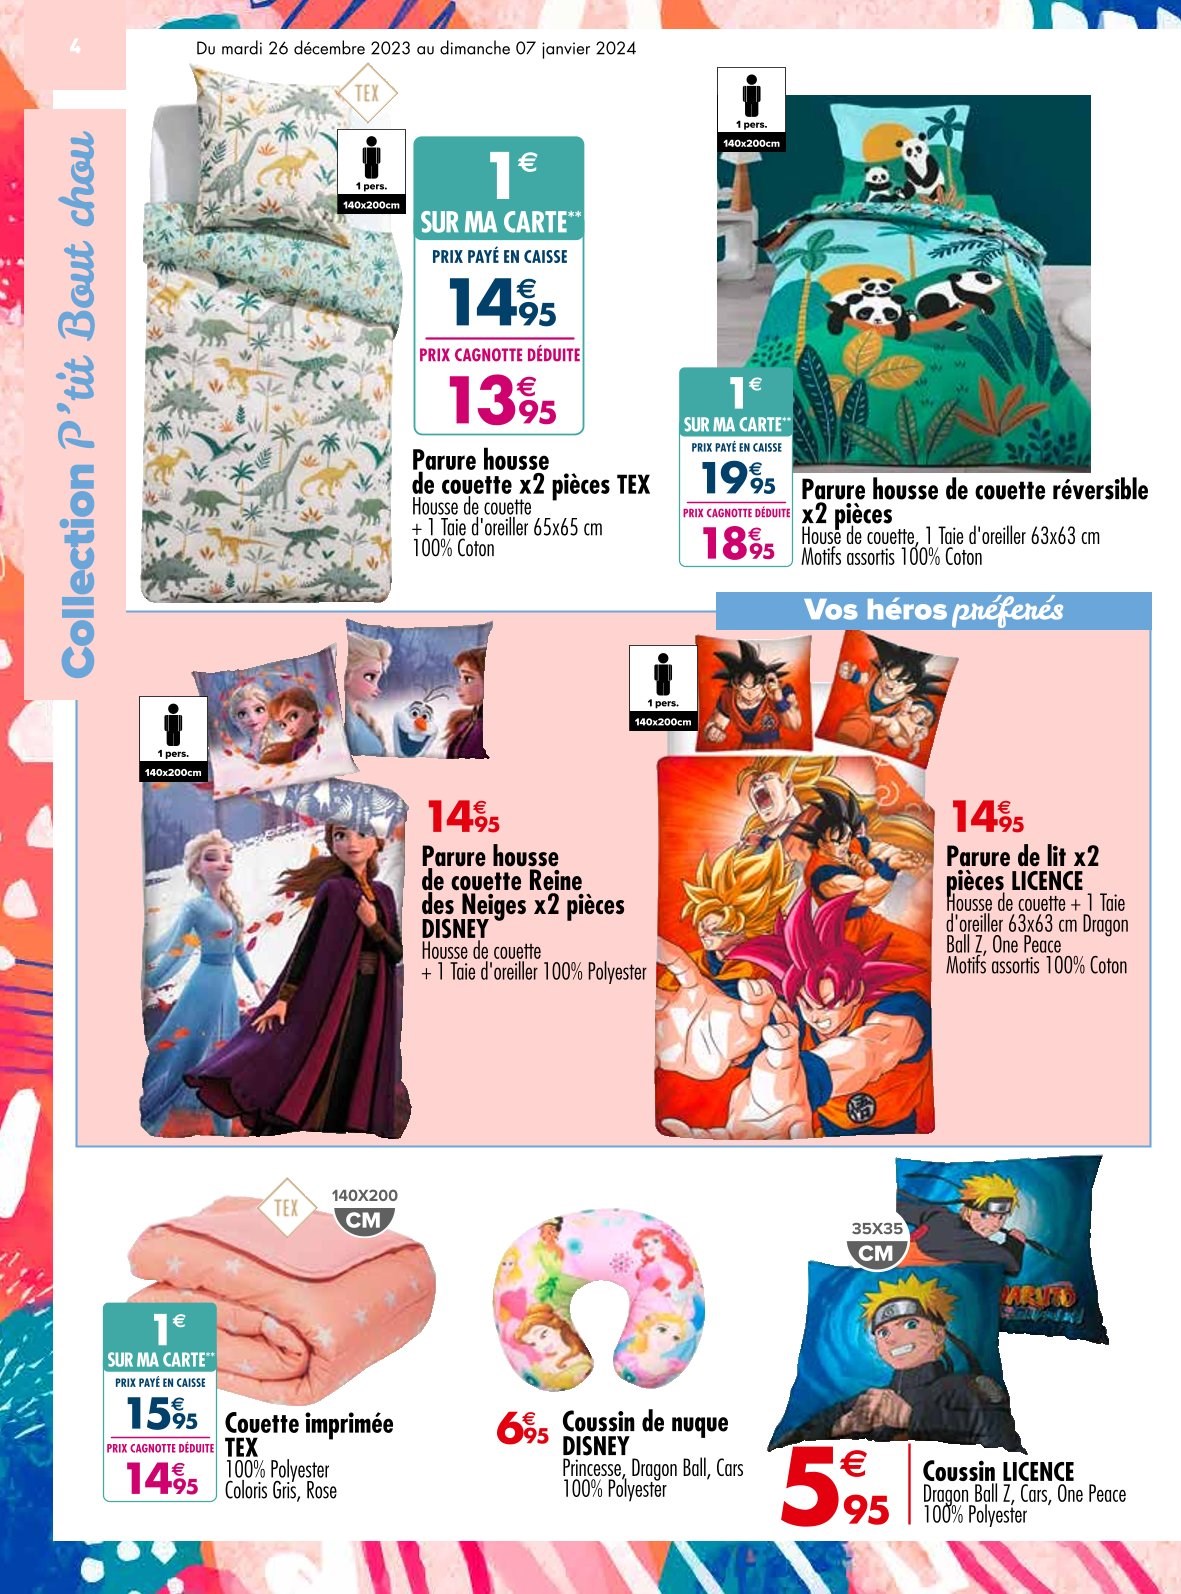 4
Du mardi 26 décembre 2023 au dimanche 07 janvier 2024
Collection P'tit Bout chou
TEX
1 pers.
140x200cm
1€
SUR MA CARTE**
PRIX PAYÉ EN CAISSE
14€95
PRIX CAGNOTTE DÉDUITE
13€95
Parure housse
de couette x2 pièces TEX
Housse de couette
+ 1 Taie d'oreiller 65x65 cm
100% Coton
1 pers.
140x200cm
1€
SUR MA CARTE**
PRIX PAYÉ EN CAISSE
19€95
PRIX CAGNOTTE DÉDUITE
18€95
Parure housse de couette réversible
x2 pièces
House de couette, 1 Taie d'oreiller 63x63 cm
Motifs assortis 100% Coton
Vos héros préferés
1 pers.
140x200cm
14€95
Parure housse
de couette Reine
des Neiges x2 pièces
DISNEY
Housse de couette
+ 1 Taie d'oreiller 100% Polyester
1 pers.
140x200cm
14€95
Parure de lit x2
pièces LICENCE
Housse de couette + 1 Taie
d'oreiller 63x63 cm Dragon
Ball Z, One Peace
Motifs assortis 100% Coton
TEX
140X200
CM
1€
SUR MA CARTE**
PRIX PAYÉ EN CAISSE
15€95
PRIX CAGNOTTE DÉDUITE
14€95
Couette imprimée
TEX
100% Polyester
Coloris Gris, Rose
6€95
Coussin de nuque
DISNEY
Princesse, Dragon Ball, Cars
100% Polyester
35X35
CM
NARUTO
5€95
Coussin LICENCE
Dragon Ball Z, Cars, One Peace
100% Polyester